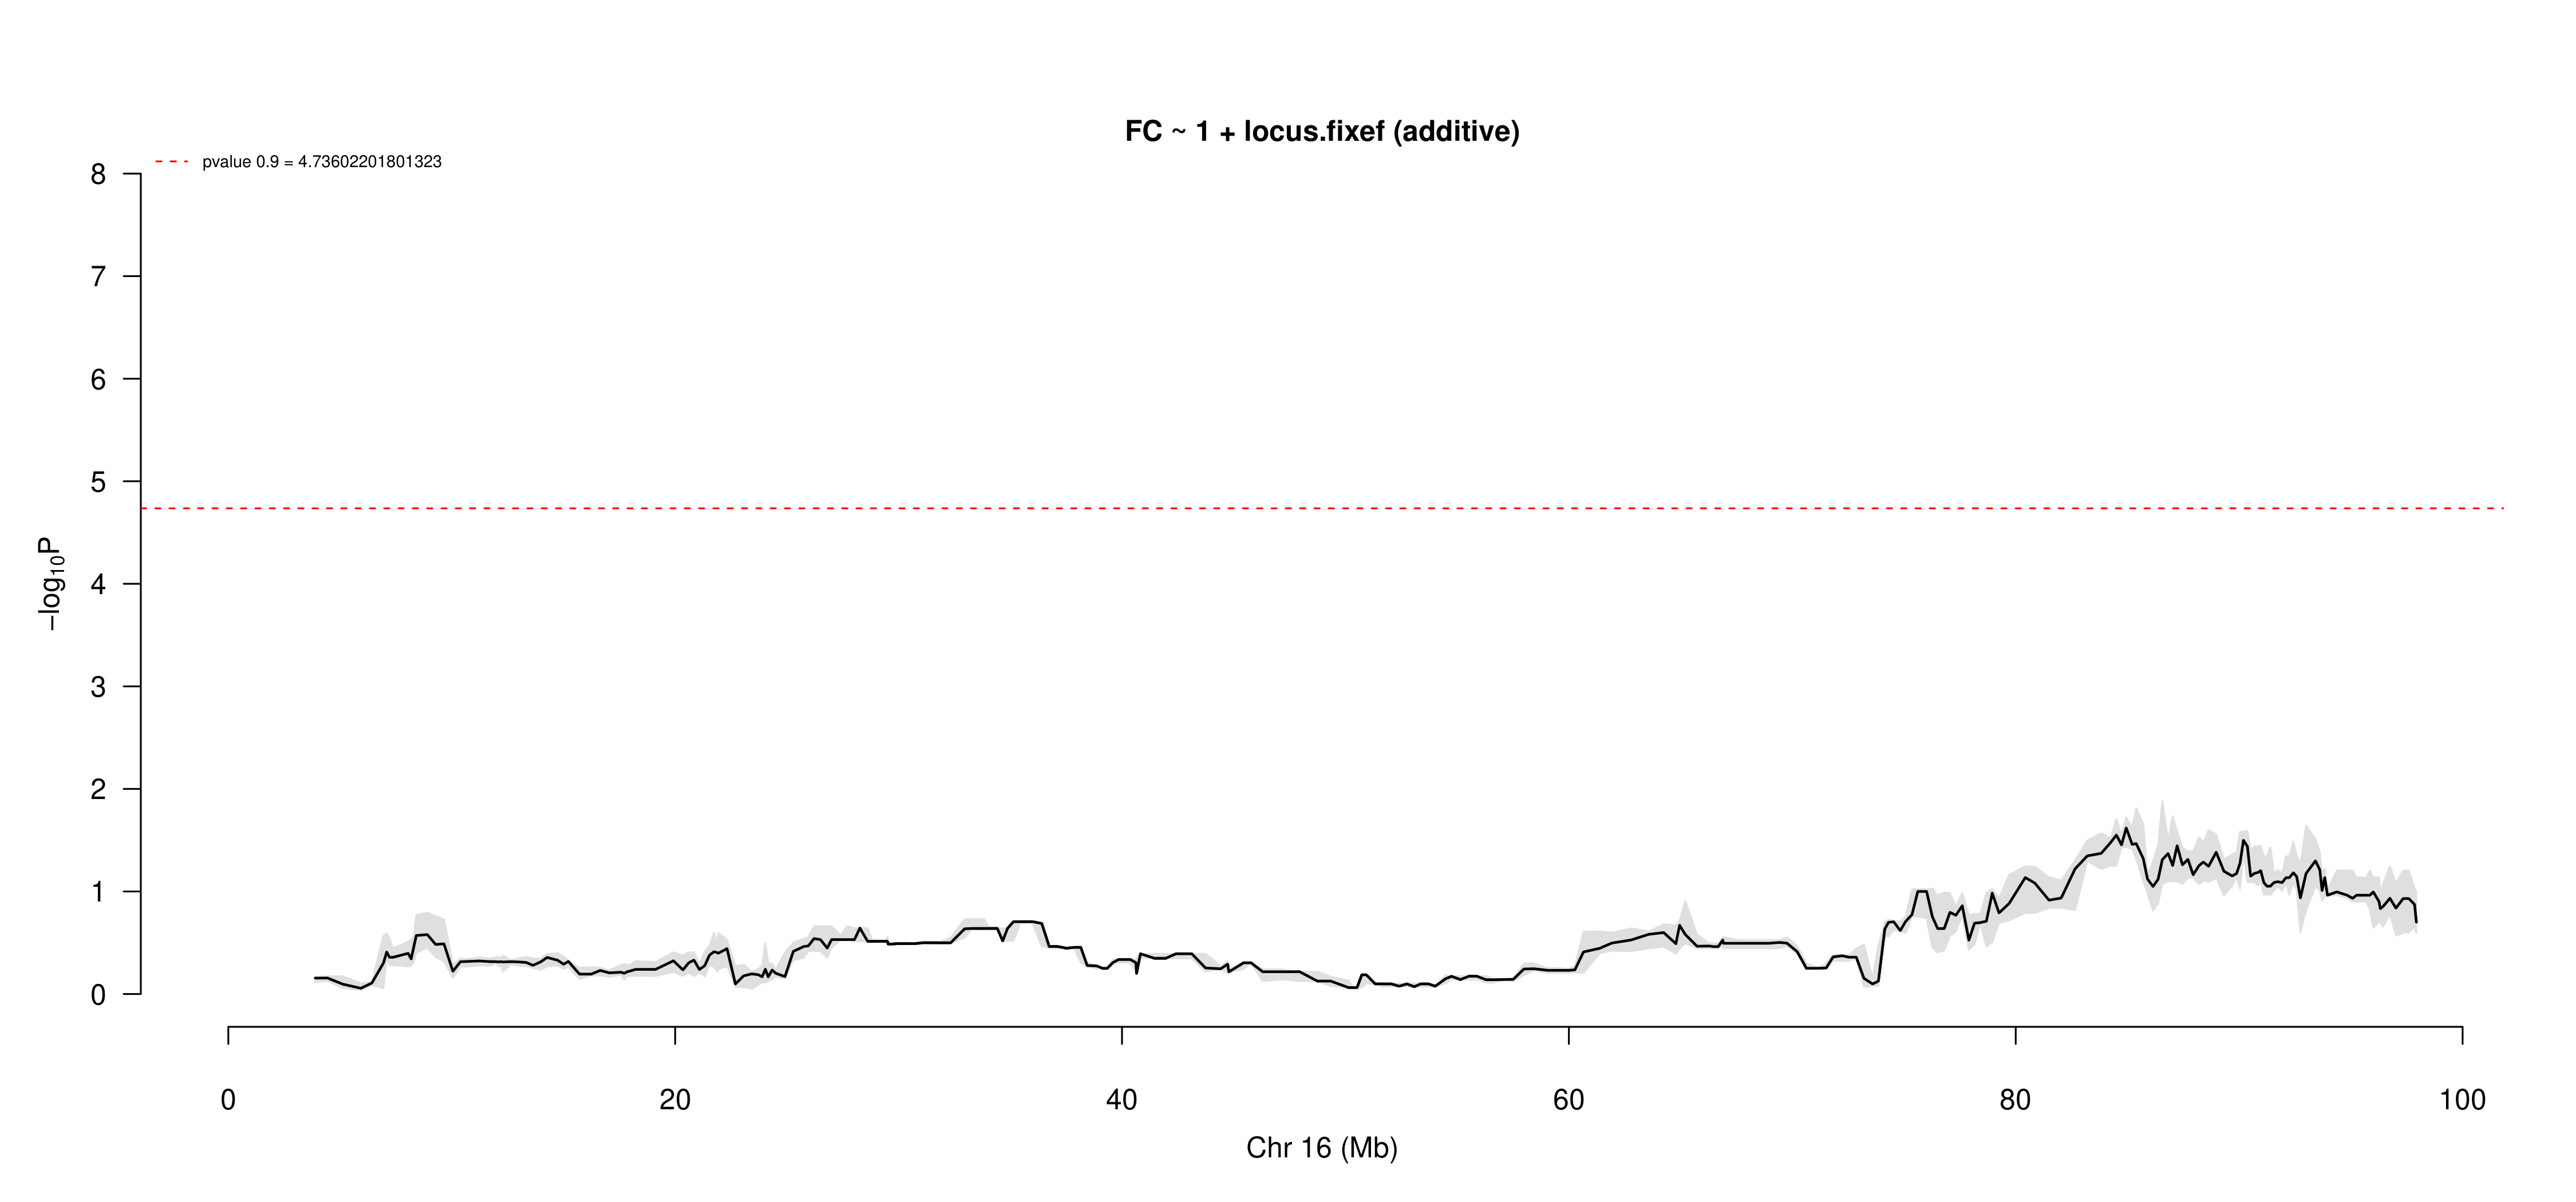 FC ~ 1 + locus.fixef (additive)
pvalue 0.9 = 4.73602201801323
8
7
6
5
4
3
2
1
0
−log10P
0 20 40 60 80 100
Chr 16 (Mb)